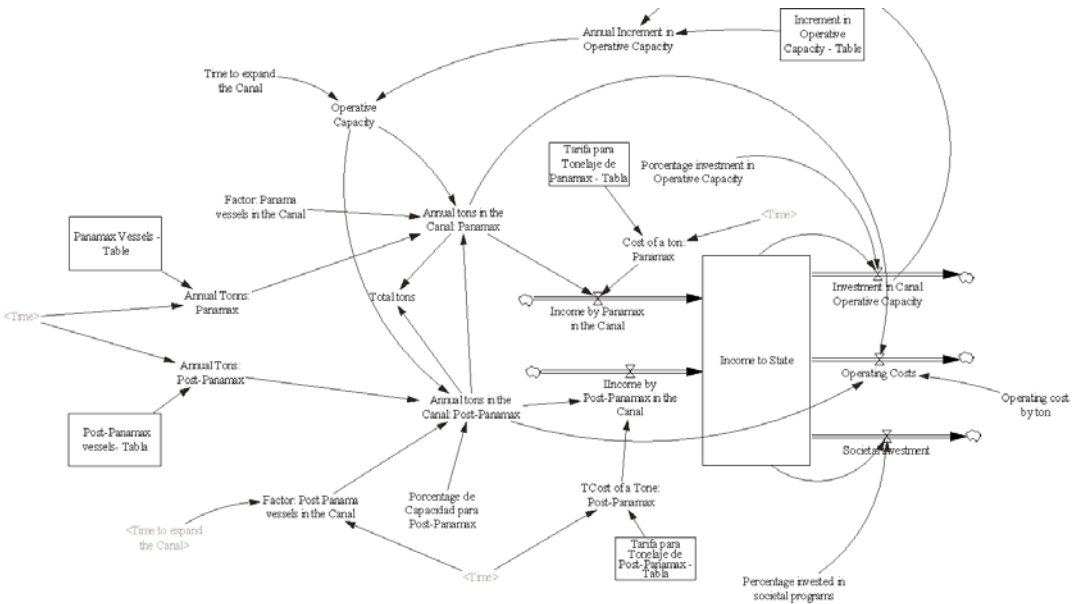 Increment in
Operative
Capacity - Table
Annual Increment in
Operative Capacity
Time to expand
the Canal
Operative
Capacity
Tarifa para
Tonelaje de
Panamax - Tabla
Porcentage investment in
Operative Capacity
Factor: Panama
vessels in the Canal
Annual tons in the
Canal: Panamax
<Time>
Panamax Vessels -
Table
Cost of a ton:
Panamax
Annual Tonns:
Panamax
Total tons
Investment in Canal
Operative Capacity
<Time>
Income by Panamax
in the Canal
Income to State
Annual Tons:
Post-Panamax
Operating Costs
IIncome by
Post-Panamax in the
Canal
Annual tons in the
Canal: Post-Panamax
Operating cost
by ton
Post-Panamax
vessels- Tabla
Societal Investment
Factor: Post Panama
vessels in the Canal
Porcentage de
Capacidad para
Post-Panamax
TCost of a Tone:
Post-Panamax
<Time to expand
the Canal>
Tarifa para
Tonelaje de
Post-Panamax -
Tabla
<Time>
Percentage invested in
societal programs